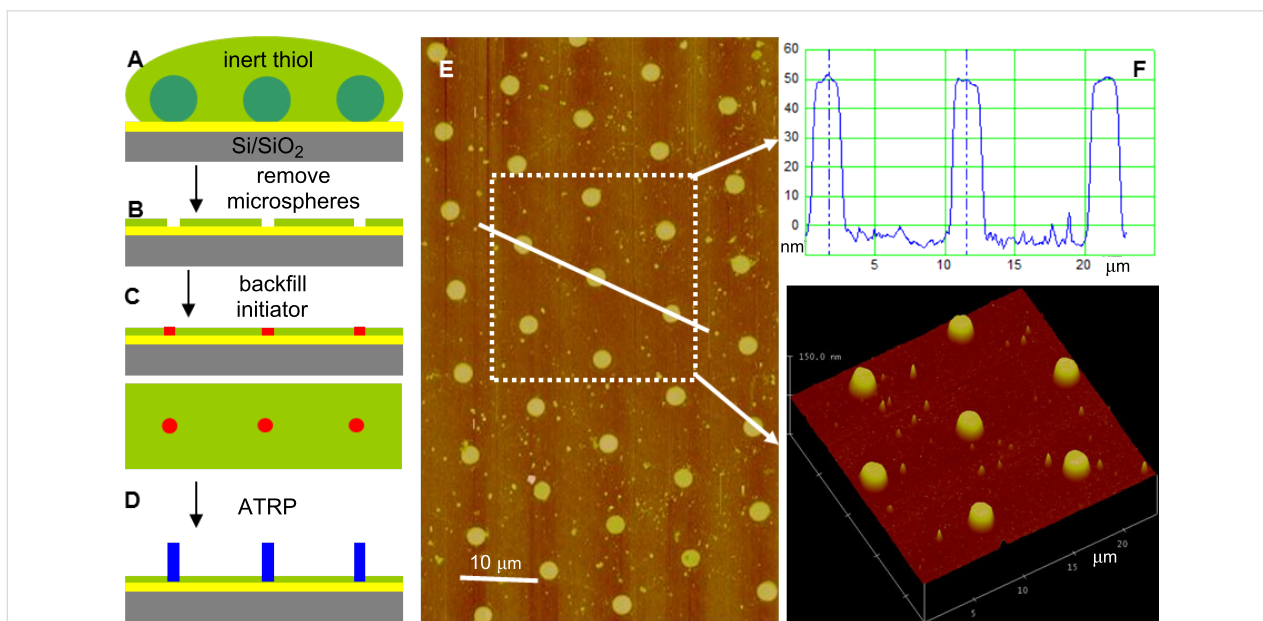 A
inert thiol
Si/SiO₂
remove
microspheres
B
backfill
initiator
C
D
ATRP
E
10 μm
F
60
50
40
30
20
10
0
nm
5
10
15
20
μm
150.0 nm
5
10
15
20
μm